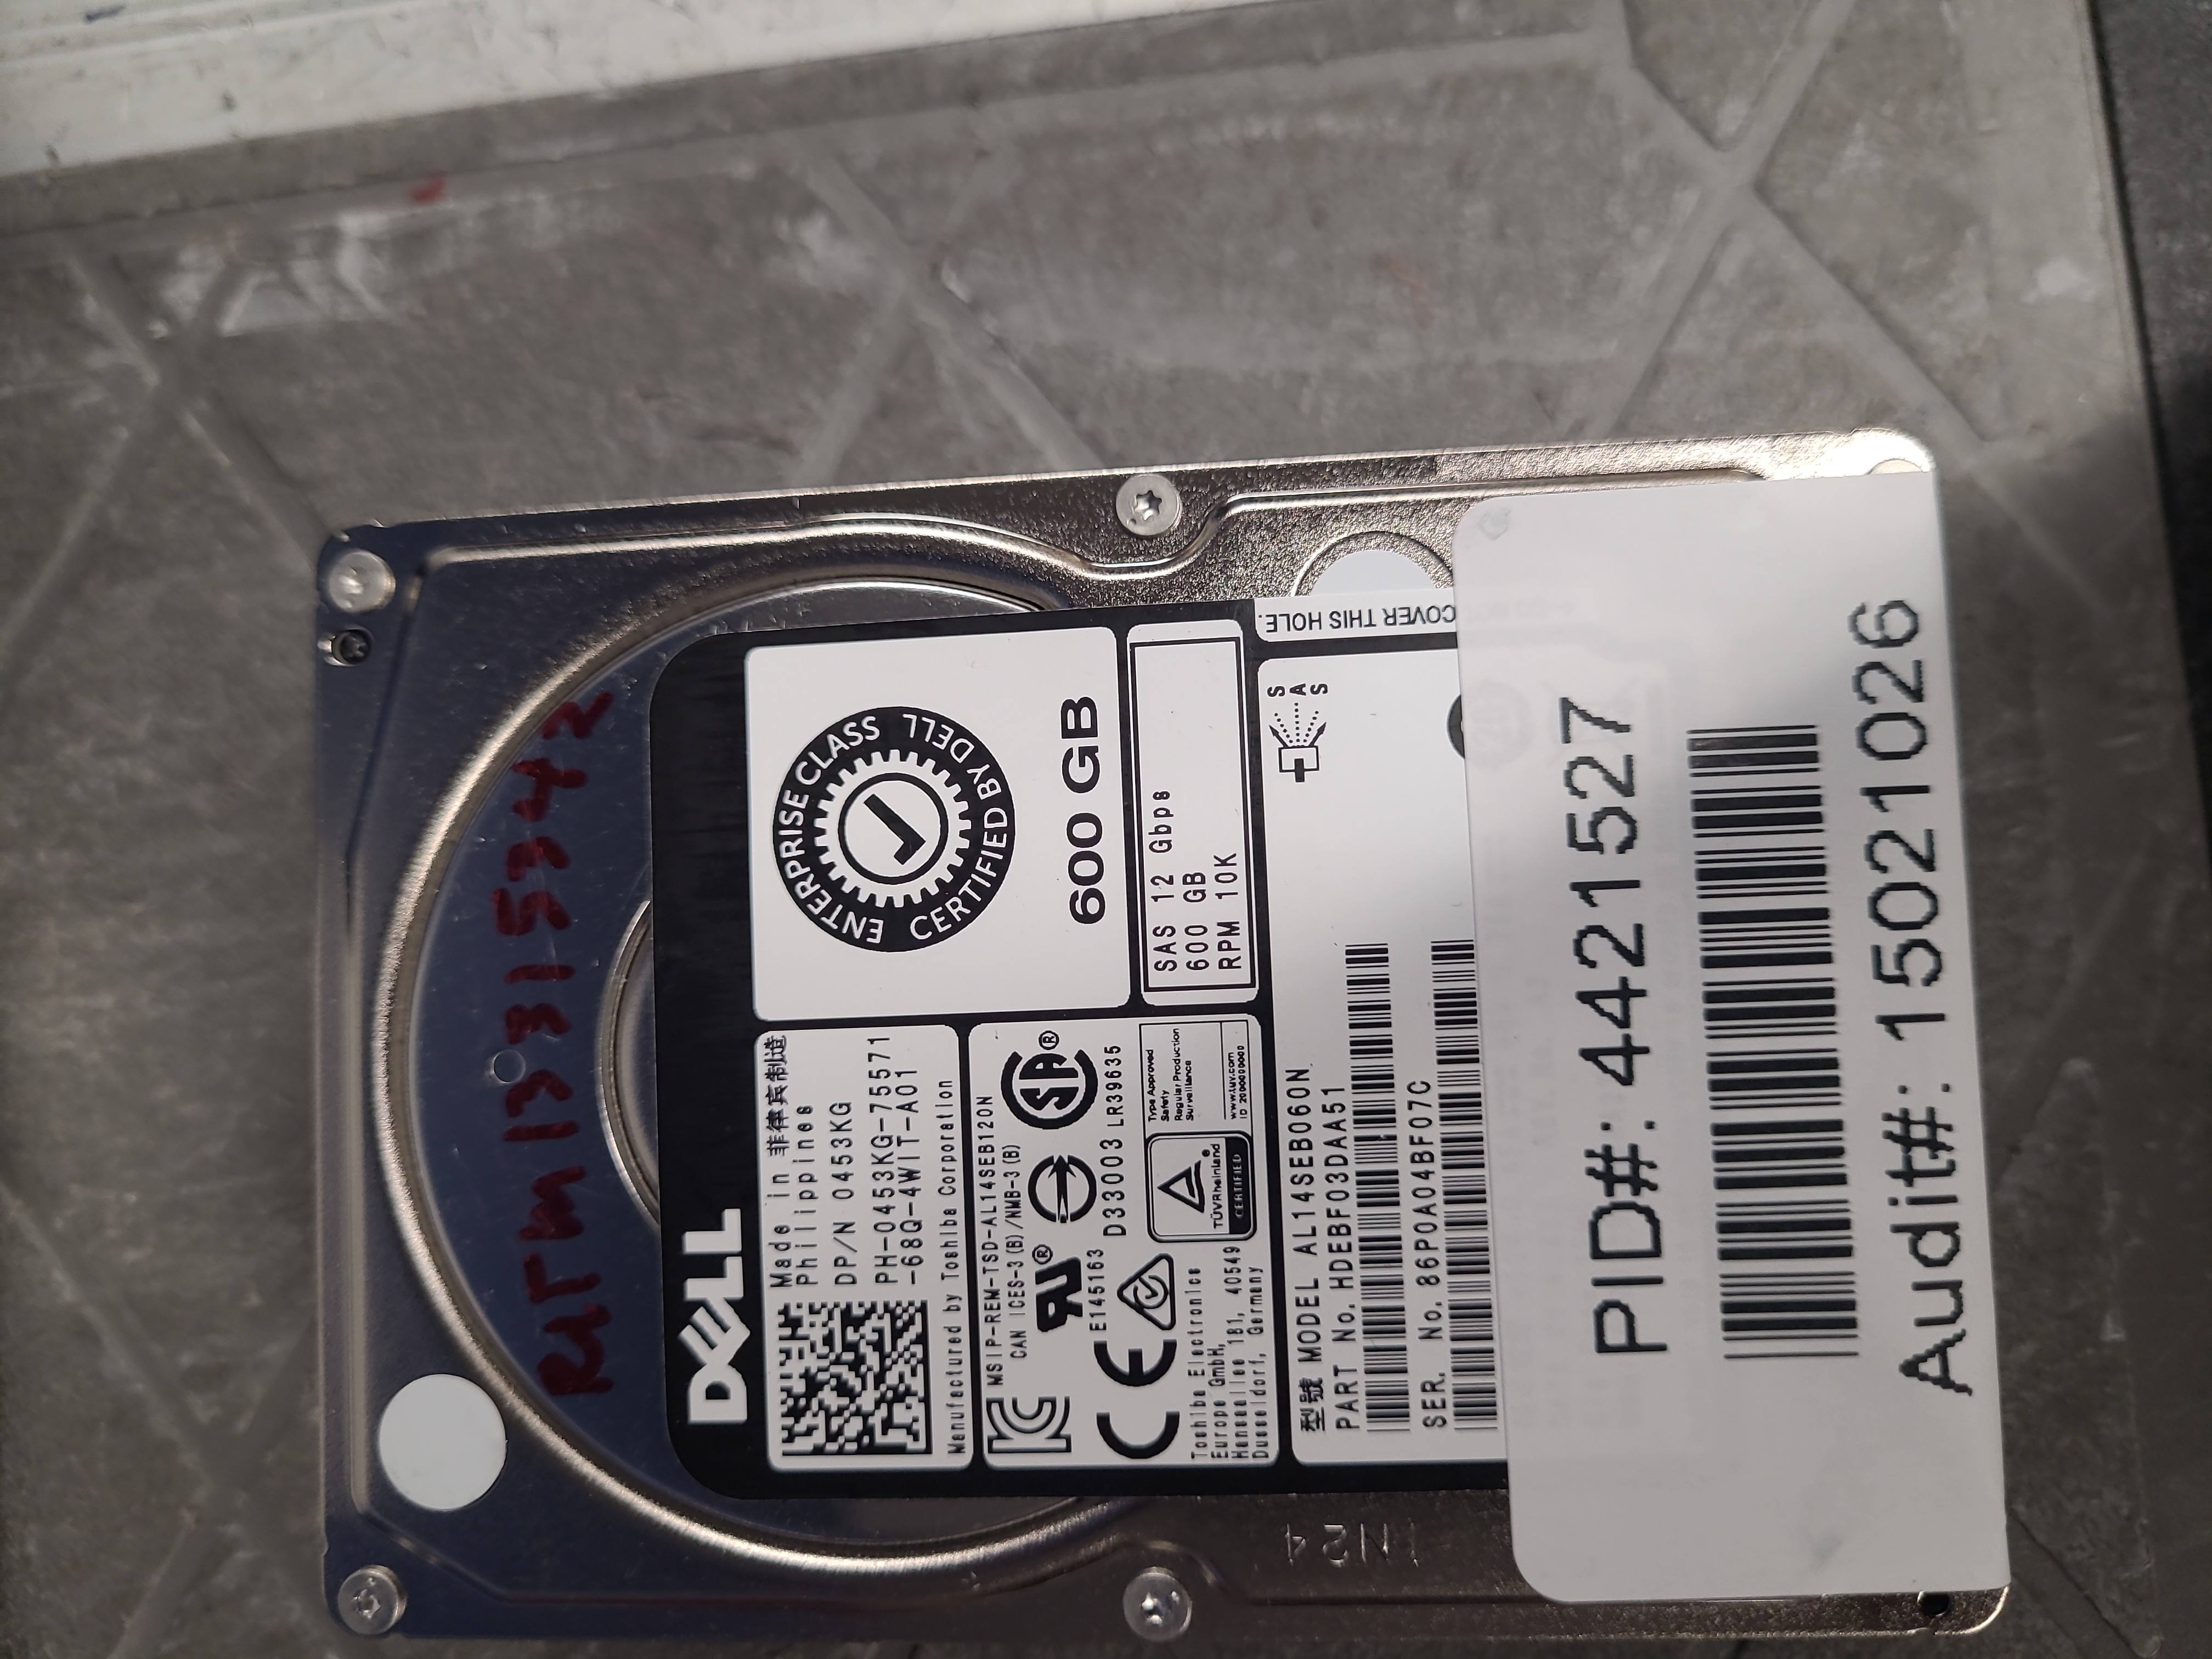 RITM13315342
DELL
Made in 菲律宾制造
Philippines
DP/N 0453KG
PH-0453KG-75571
-68Q-4WIT-A01
Manufactured by Toshiba Corporation
ENTERPRISE CLASS
CERTIFIED BY DELL
600 GB
MSIP-REM-TSD-AL14SEB120N
CAN ICES-3(B)/NMB-3(B)
E145163
D33003
SA®
LR39635
CE
Toshiba Electronics
Europe GmbH,
Hansaallee 181, 40549
Dusseldorf, Germany
TÜVRheinland
CERTIFIED
Type Approved
Safety
Regular Production
Surveillance
www.tuv.com
ID 2000000000
SAS 12 Gbps
600 GB
RPM 10K
型號 MODEL AL14SEB060N
PART No. HDEBF03DAA51
SER. No. 86P0A04BF07C
SAS
COVER THIS HOLE.
1N24
PID#: 4421527
Audit#: 15021026